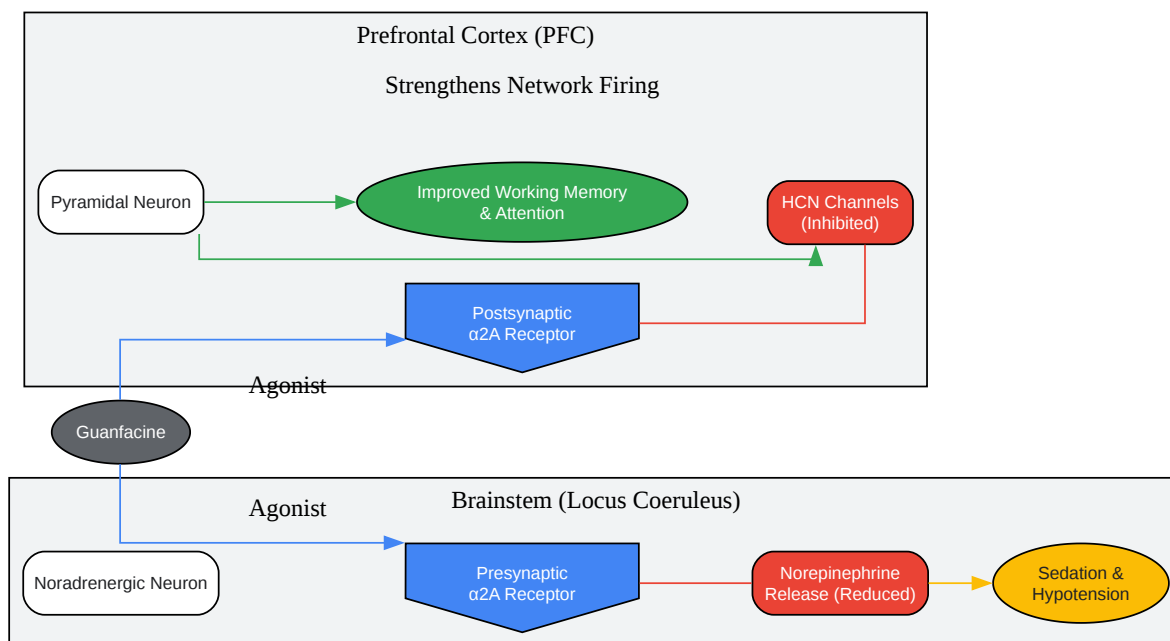 Prefrontal Cortex (PFC)
Strengthens Network Firing
Pyramidal Neuron
Improved Working Memory
& Attention
HCN Channels
(Inhibited)
Postsynaptic
α2A Receptor
Agonist
Guanfacine
Brainstem (Locus Coeruleus)
Agonist
Noradrenergic Neuron
Presynaptic
α2A Receptor
Norepinephrine
Release (Reduced)
Sedation &
Hypotension